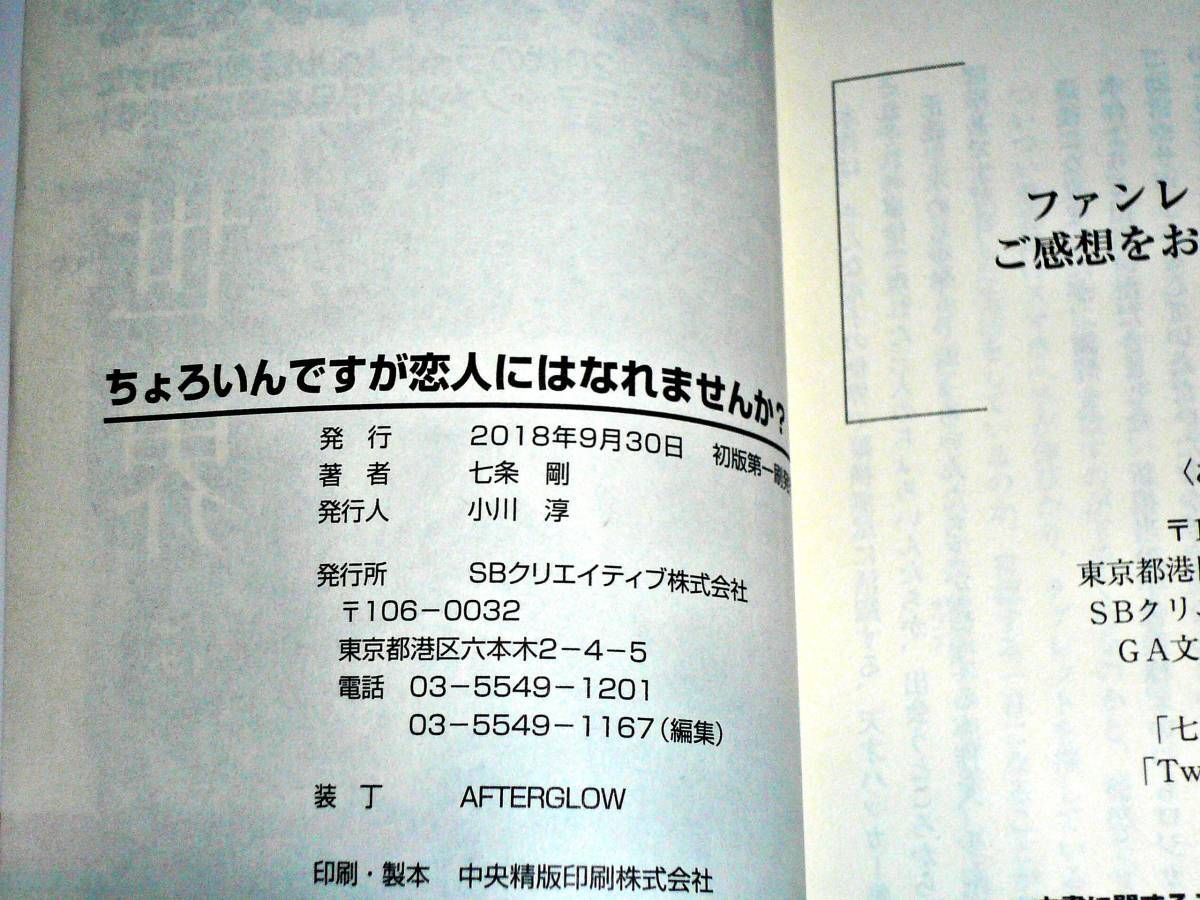 ちょろいんですが恋人にはなれませんか?
発 行 2018年9月30日 初版第一刷発
著 者 七条 剛
発行人 小川 淳
発行所 SBクリエイティブ株式会社
〒106-0032
東京都港区六本木2-4-5
電話 03-5549-1201
03-5549-1167(編集)
装 丁 AFTERGLOW
印刷・製本 中央精版印刷株式会社
ファンレ
ご感想をお
〒1
東京都港
SBクリ
GA文
「七
「Tw